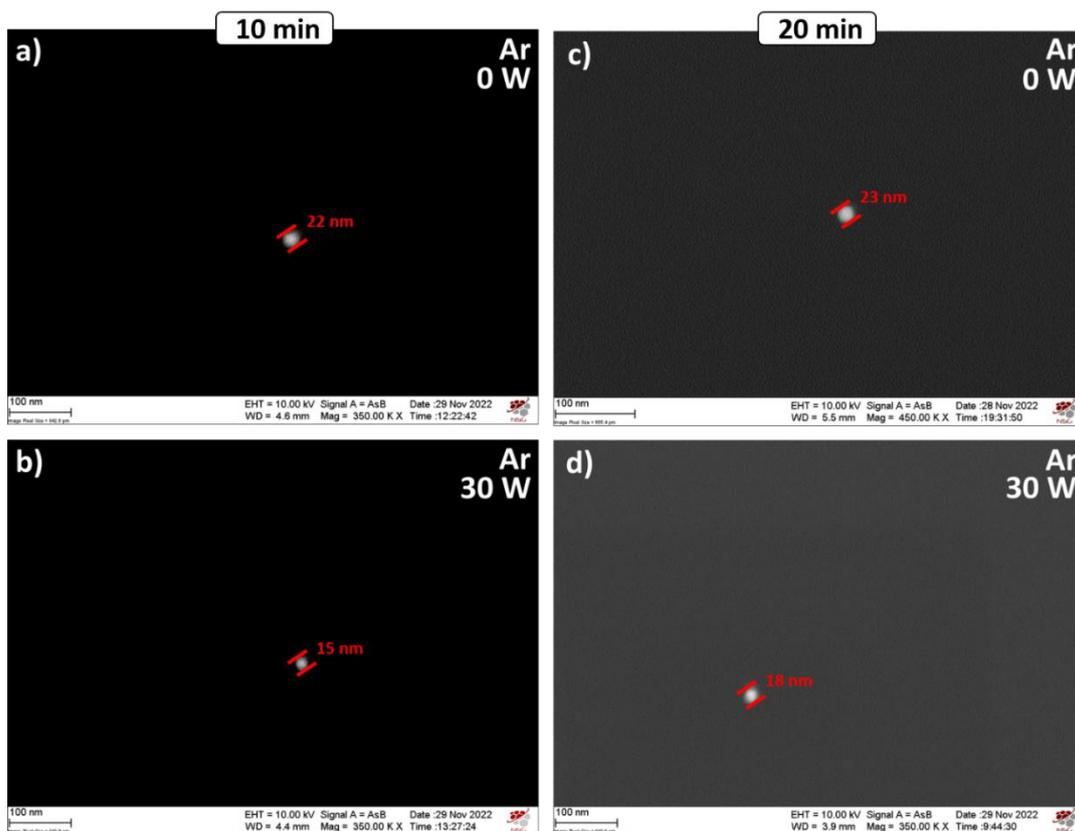 10 min
20 min
a)
Ar
0 W
22 nm
100 nm
EHT = 10.00 kV Signal A = AsB Date :29 Nov 2022
WD = 4.6 mm Mag = 350.00 K X Time :12:22:42
c)
Ar
0 W
23 nm
100 nm
EHT = 10.00 kV Signal A = AsB Date :28 Nov 2022
WD = 5.5 mm Mag = 450.00 K X Time :19:31:50
b)
Ar
30 W
15 nm
100 nm
EHT = 10.00 kV Signal A = AsB Date :29 Nov 2022
WD = 4.4 mm Mag = 350.00 K X Time :13:27:24
d)
Ar
30 W
18 nm
100 nm
EHT = 10.00 kV Signal A = AsB Date :29 Nov 2022
WD = 3.9 mm Mag = 350.00 K X Time :9:44:30